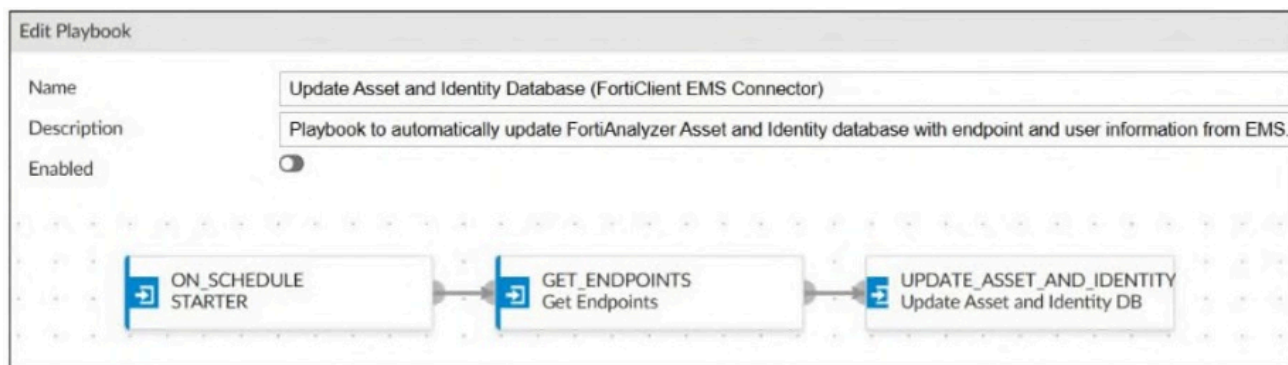 Edit Playbook
Name
Update Asset and Identity Database (FortiClient EMS Connector)
Description
Playbook to automatically update FortiAnalyzer Asset and Identity database with endpoint and user information from EMS.
Enabled
ON_SCHEDULE
STARTER
GET_ENDPOINTS
Get Endpoints
UPDATE_ASSET_AND_IDENTITY
Update Asset and Identity DB